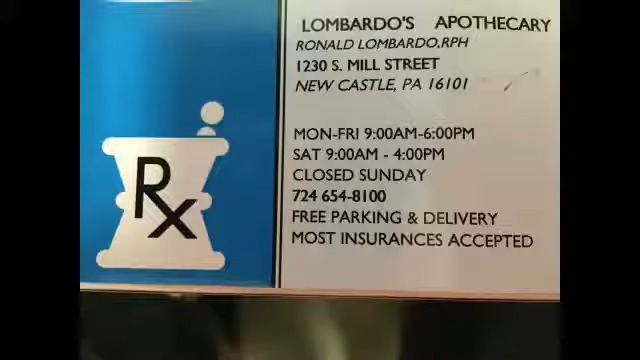 LOMBARDO'S APOTHECARY
RONALD LOMBARDO,RPH
1230 S. MILL STREET
NEW CASTLE, PA 16101
MON-FRI 9:00AM-6:00PM
SAT 9:00AM - 4:00PM
CLOSED SUNDAY
724 654-8100
FREE PARKING & DELIVERY
MOST INSURANCES ACCEPTED
Rx